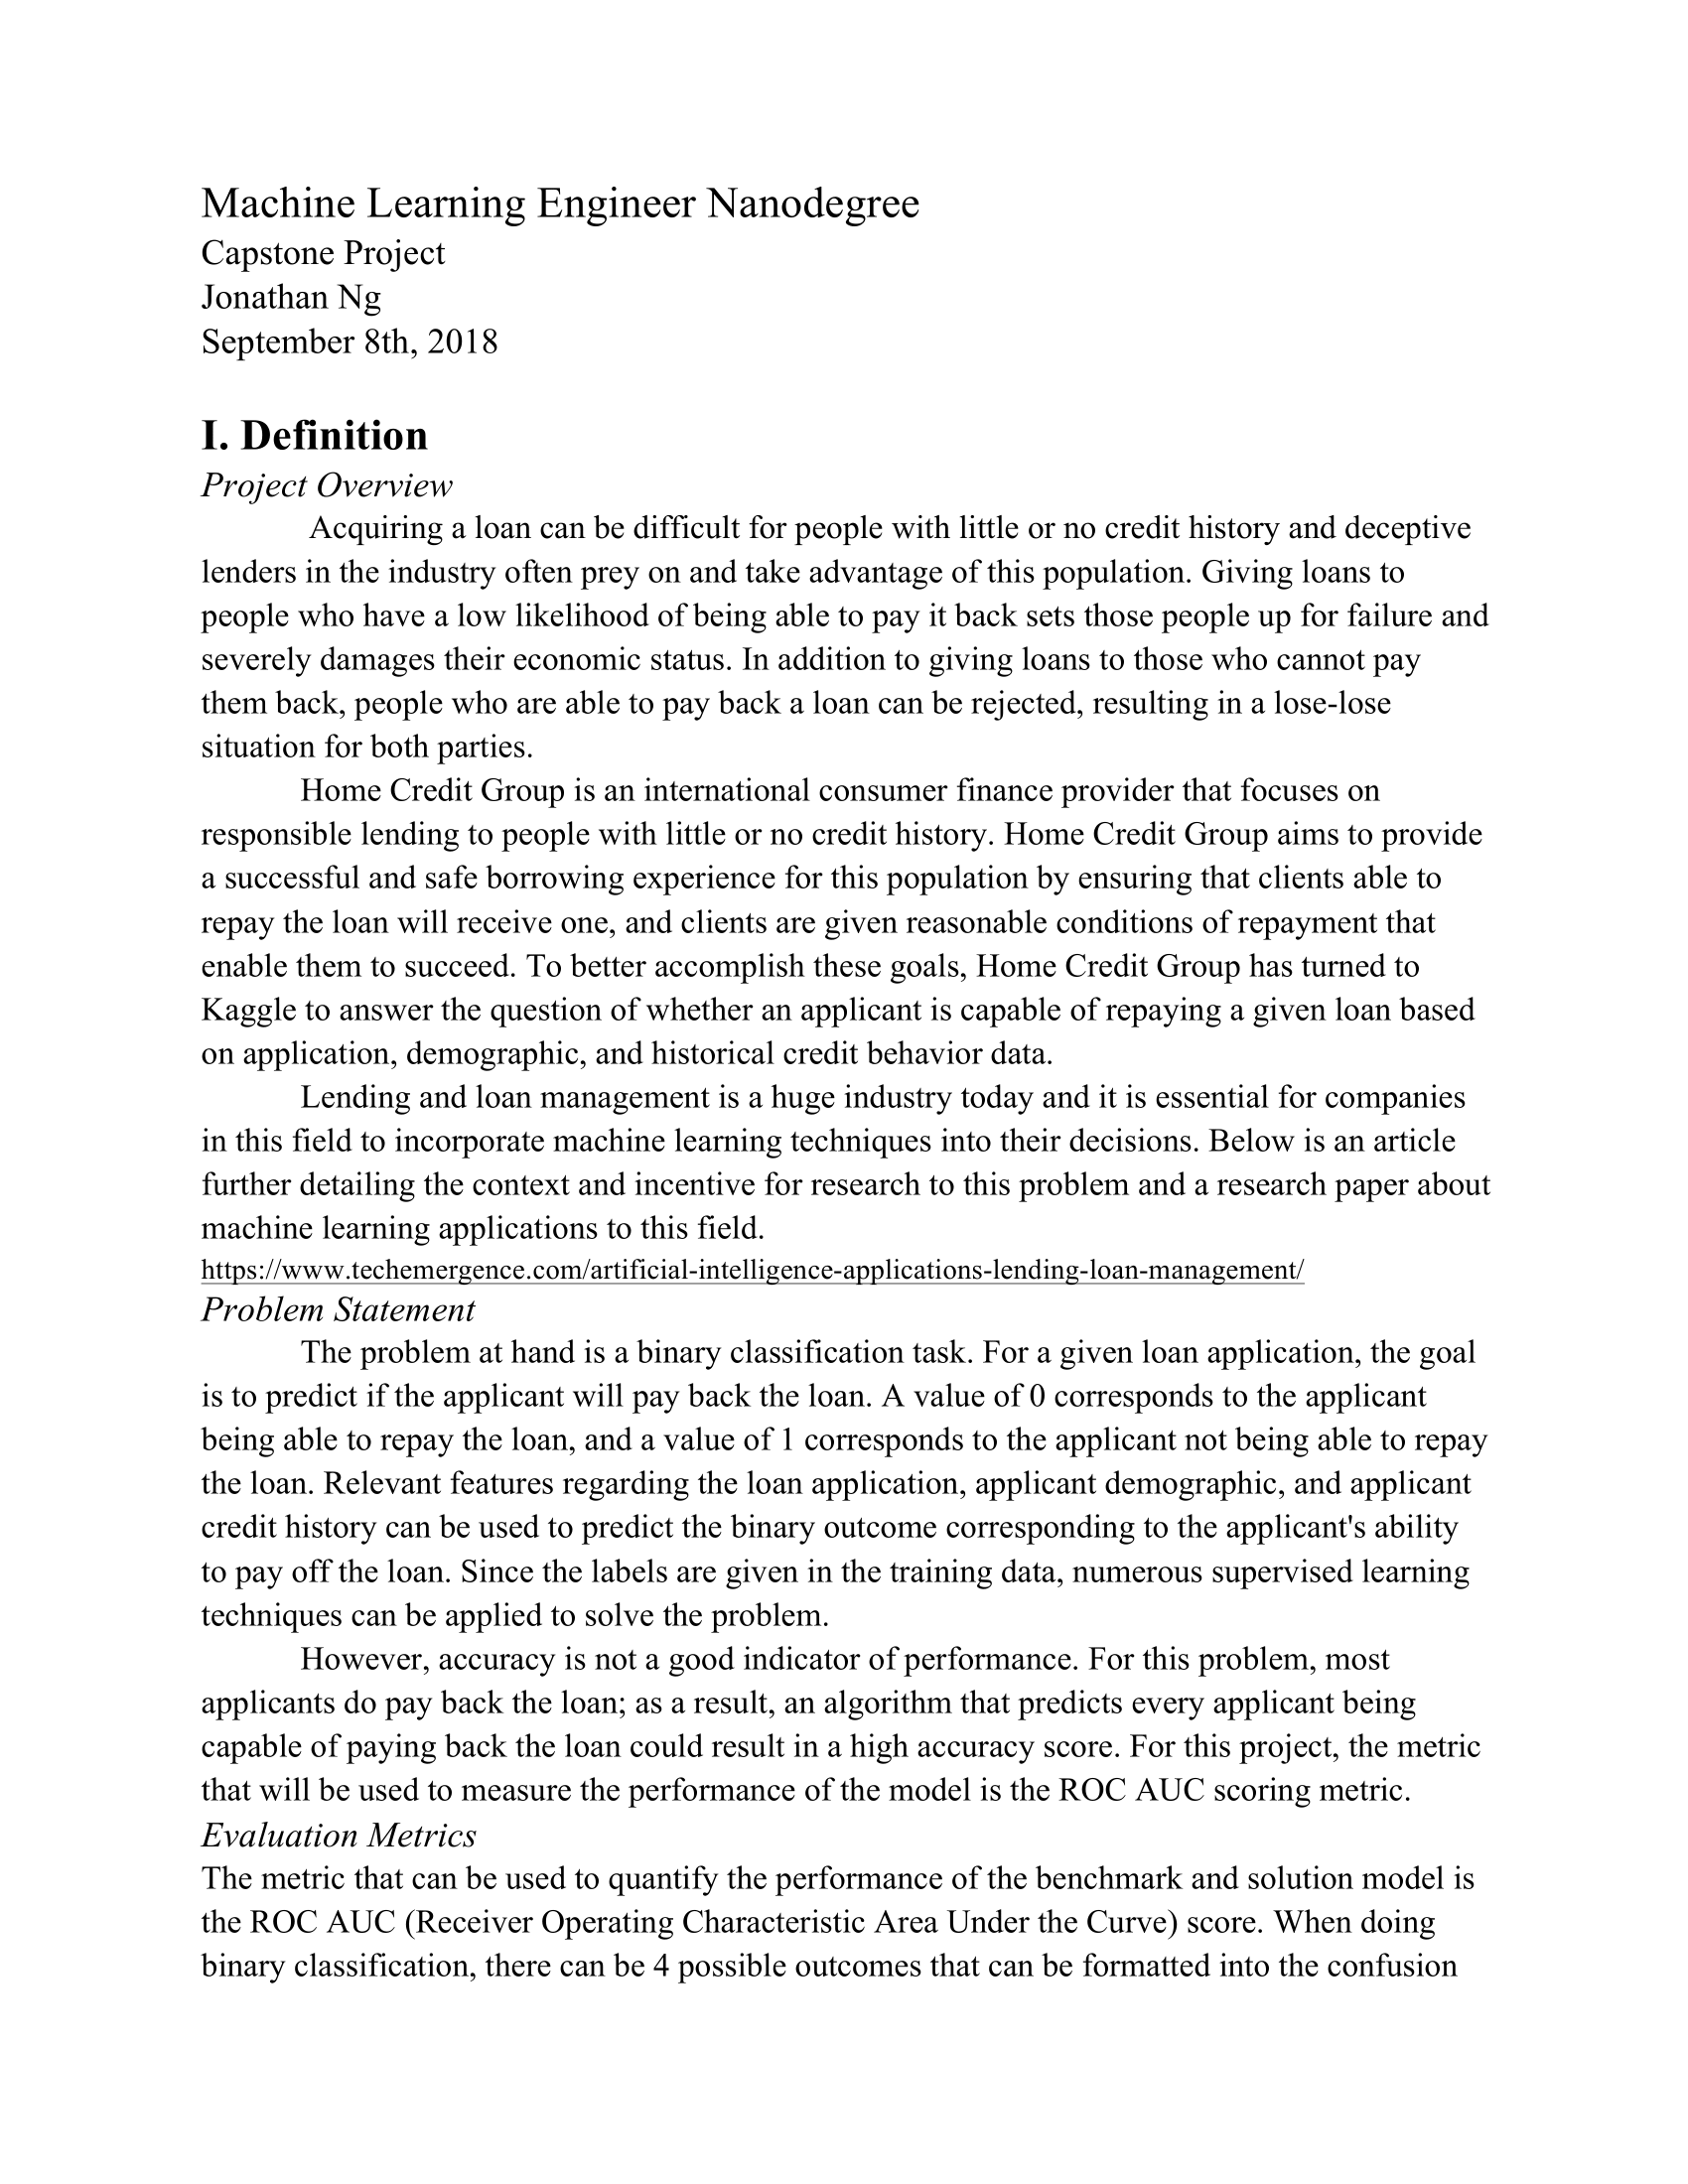 Machine Learning Engineer Nanodegree
Capstone Project
Jonathan Ng
September 8th, 2018
I. Definition
Project Overview
Acquiring a loan can be difficult for people with little or no credit history and deceptive
lenders in the industry often prey on and take advantage of this population. Giving loans to
people who have a low likelihood of being able to pay it back sets those people up for failure and
severely damages their economic status. In addition to giving loans to those who cannot pay
them back, people who are able to pay back a loan can be rejected, resulting in a lose-lose
situation for both parties.
Home Credit Group is an international consumer finance provider that focuses on
responsible lending to people with little or no credit history. Home Credit Group aims to provide
a successful and safe borrowing experience for this population by ensuring that clients able to
repay the loan will receive one, and clients are given reasonable conditions of repayment that
enable them to succeed. To better accomplish these goals, Home Credit Group has turned to
Kaggle to answer the question of whether an applicant is capable of repaying a given loan based
on application, demographic, and historical credit behavior data.
Lending and loan management is a huge industry today and it is essential for companies
in this field to incorporate machine learning techniques into their decisions. Below is an article
further detailing the context and incentive for research to this problem and a research paper about
machine learning applications to this field.
https://www.techemergence.com/artificial-intelligence-applications-lending-loan-management/
Problem Statement
The problem at hand is a binary classification task. For a given loan application, the goal
is to predict if the applicant will pay back the loan. A value of 0 corresponds to the applicant
being able to repay the loan, and a value of 1 corresponds to the applicant not being able to repay
the loan. Relevant features regarding the loan application, applicant demographic, and applicant
credit history can be used to predict the binary outcome corresponding to the applicant's ability
to pay off the loan. Since the labels are given in the training data, numerous supervised learning
techniques can be applied to solve the problem.
However, accuracy is not a good indicator of performance. For this problem, most
applicants do pay back the loan; as a result, an algorithm that predicts every applicant being
capable of paying back the loan could result in a high accuracy score. For this project, the metric
that will be used to measure the performance of the model is the ROC AUC scoring metric.
Evaluation Metrics
The metric that can be used to quantify the performance of the benchmark and solution model is
the ROC AUC (Receiver Operating Characteristic Area Under the Curve) score. When doing
binary classification, there can be 4 possible outcomes that can be formatted into the confusion